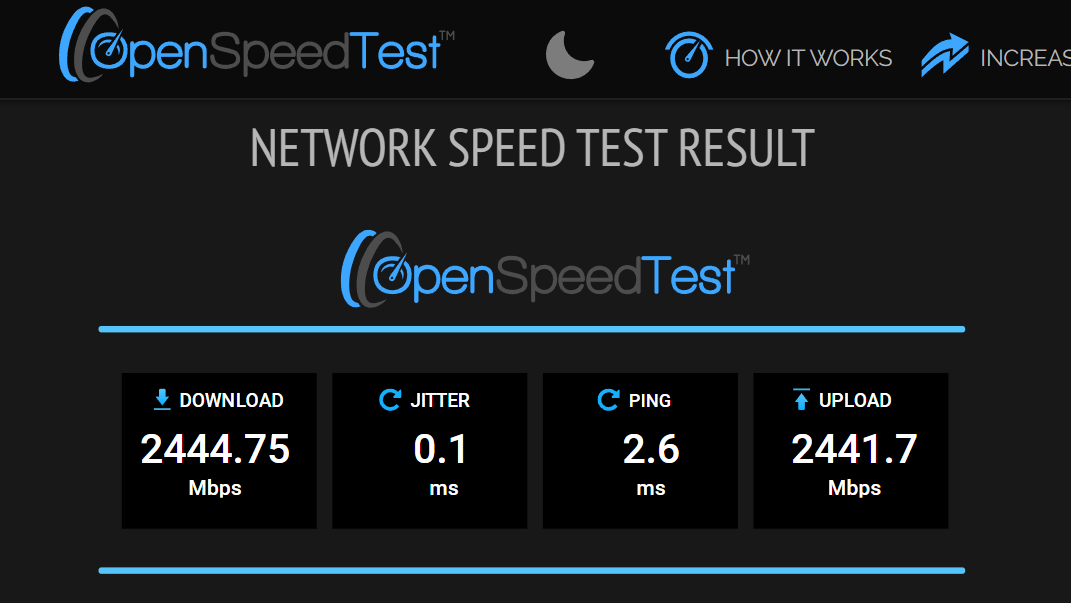 OpenSpeedTest™
HOW IT WORKS
INCREAS
NETWORK SPEED TEST RESULT
OpenSpeedTest™
DOWNLOAD
2444.75
Mbps
JITTER
0.1
ms
PING
2.6
ms
UPLOAD
2441.7
Mbps